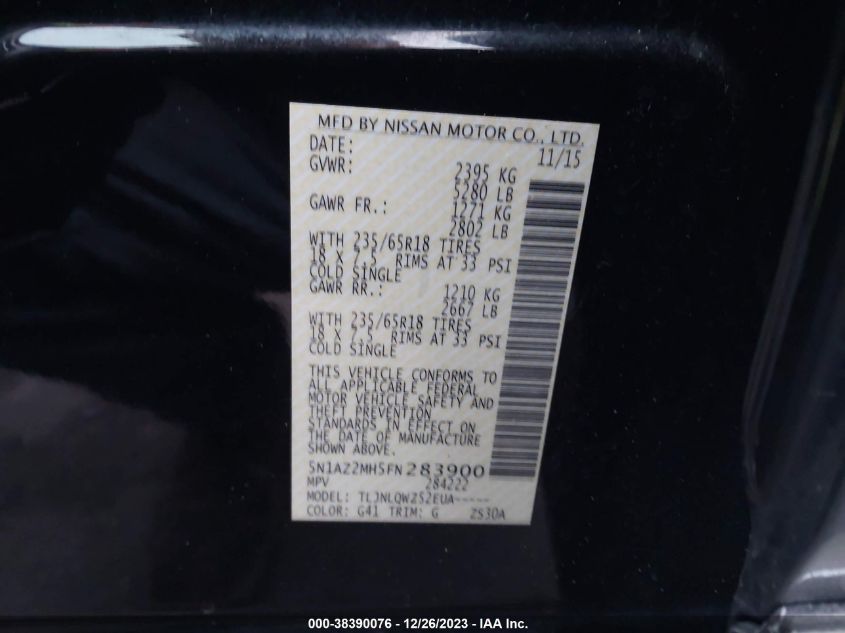 MFD BY NISSAN MOTOR CO., LTD.
DATE: 11/15
GVWR: 2395 KG
5280 LB
GAWR FR.: 1271 KG
2802 LB
WITH 235/65R18 TIRES
18 X 7.5 RIMS AT 33 PSI
COLD SINGLE
GAWR RR.: 1210 KG
2667 LB
WITH 235/65R18 TIRES
18 X 7.5 RIMS AT 33 PSI
COLD SINGLE
THIS VEHICLE CONFORMS TO
ALL APPLICABLE FEDERAL
MOTOR VEHICLE SAFETY AND
THEFT PREVENTION
STANDARDS IN EFFECT ON
THE DATE OF MANUFACTURE
SHOWN ABOVE.
5N1AZ2MH5FN283900
MPV 284222
MODEL: TLJNLQWZS2EUA-----
COLOR: G41 TRIM: G ZS30A
000-38390076 - 12/26/2023 - IAA Inc.